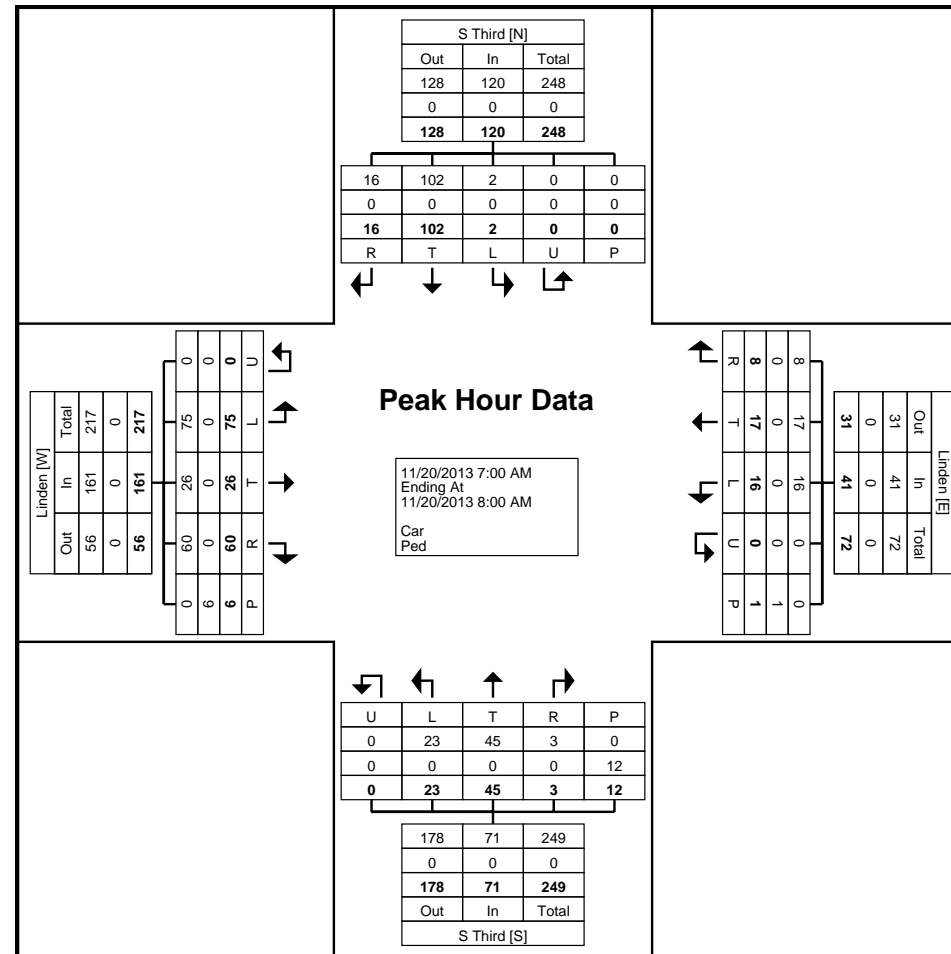 S Third [N]
Out In Total
128 120 248
0 0 0
128 120 248
16 102 2 0 0
0 0 0 0 0
16 102 2 0 0
R T L U P
Linden [W]
Total In Out
217 161 56
0 0 0
217 161 56
0 75 26 60 0
0 0 0 0 6
0 75 26 60 6
U L T R P
Peak Hour Data
11/20/2013 7:00 AM
Ending At
11/20/2013 8:00 AM
Car
Ped
Linden [E]
Out In Total
31 41 72
0 0 0
31 41 72
8 17 16 0 0
0 0 0 0 1
8 17 16 0 1
R T L U P
U L T R P
0 23 45 3 0
0 0 0 0 12
0 23 45 3 12
178 71 249
0 0 0
178 71 249
Out In Total
S Third [S]